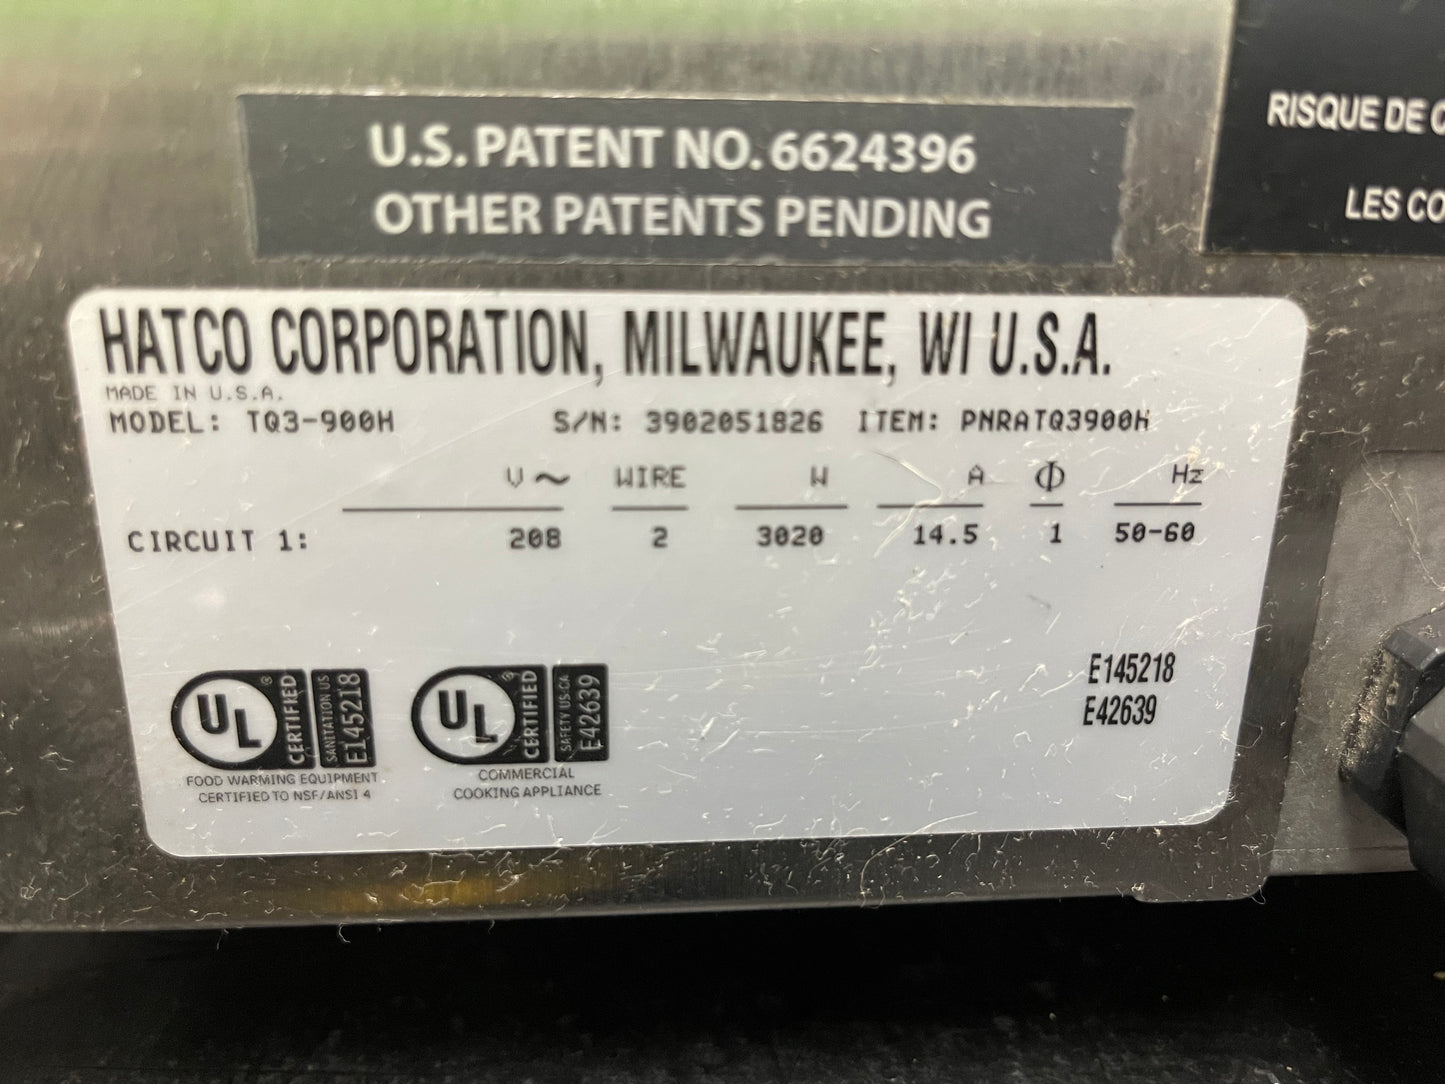 U.S. PATENT NO. 6624396
OTHER PATENTS PENDING
RISQUE DE
LES
HATCO CORPORATION, MILWAUKEE, WI U.S.A.
MADE IN U.S.A.
MODEL: TQ3-900H S/N: 3902051826 ITEM: PNRATQ3900H
V~ WIRE W A Φ Hz
CIRCUIT 1: 208 2 3020 14.5 1 50-60
E145218
E42639
UL ® CERTIFIED SANITATION US E145218
FOOD WARMING EQUIPMENT
CERTIFIED TO NSF/ANSI 4
UL ® CERTIFIED SAFETY US-CA E42639
COMMERCIAL
COOKING APPLIANCE